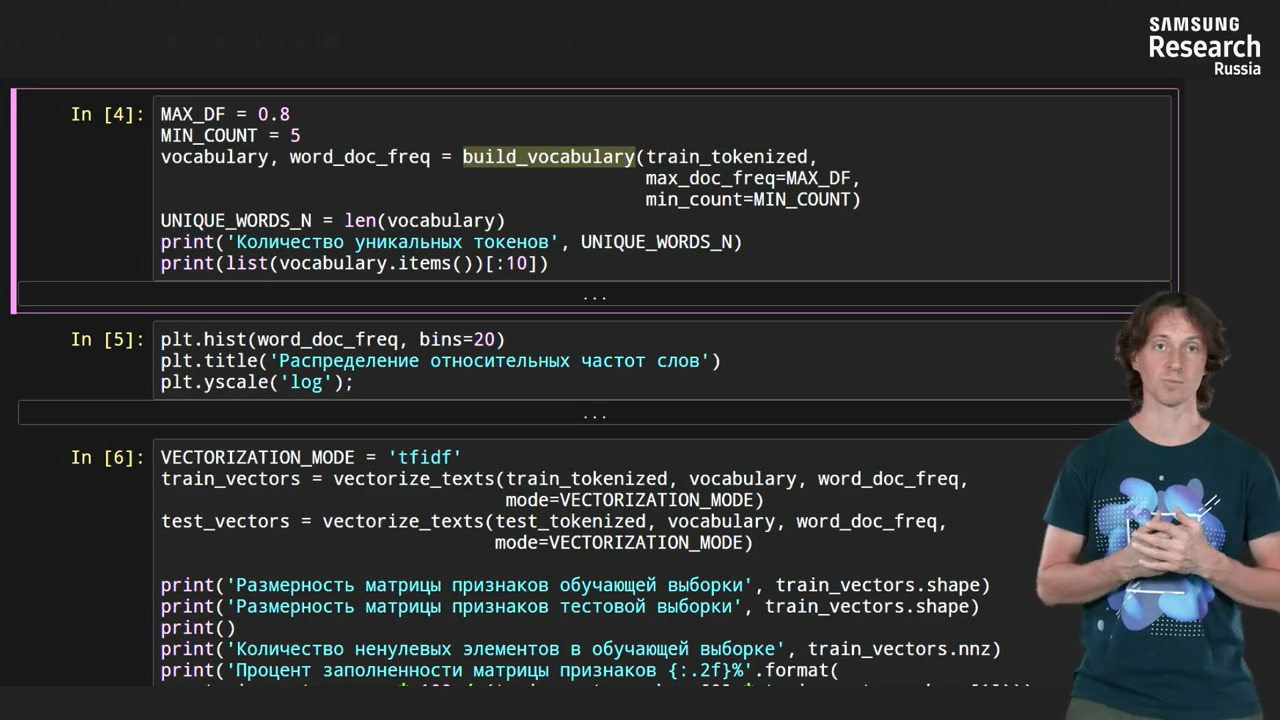 SAMSUNG
Research
Russia
In [4]:
MAX_DF = 0.8
MIN_COUNT = 5
vocabulary, word_doc_freq = build_vocabulary(train_tokenized,
max_doc_freq=MAX_DF,
min_count=MIN_COUNT)
UNIQUE_WORDS_N = len(vocabulary)
print('Количество уникальных токенов', UNIQUE_WORDS_N)
print(list(vocabulary.items())[:10])
...
In [5]:
plt.hist(word_doc_freq, bins=20)
plt.title('Распределение относительных частот слов')
plt.yscale('log');
...
In [6]:
VECTORIZATION_MODE = 'tfidf'
train_vectors = vectorize_texts(train_tokenized, vocabulary, word_doc_freq,
mode=VECTORIZATION_MODE)
test_vectors = vectorize_texts(test_tokenized, vocabulary, word_doc_freq,
mode=VECTORIZATION_MODE)
print('Размерность матрицы признаков обучающей выборки', train_vectors.shape)
print('Размерность матрицы признаков тестовой выборки', train_vectors.shape)
print()
print('Количество ненулевых элементов в обучающей выборке', train_vectors.nnz)
print('Процент заполненности матрицы признаков {:.2f}%'.format(